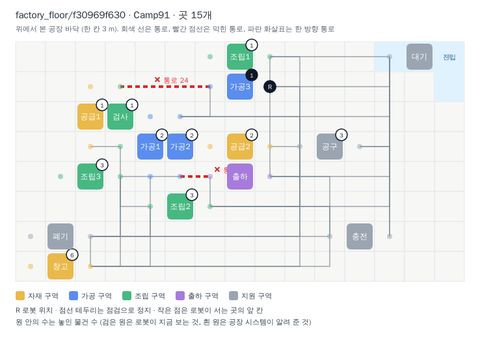 factory_floor/f30969f630 · Camp91 · 곳 15개
위에서 본 공장 바닥 (한 칸 3 m). 회색 선은 통로, 빨간 점선은 막힌 통로, 파란 화살표는 한 방향 통로
조립1 1
대기
진입
✕ 통로 24
가공3 1
R
공급1 1
검사 1
가공1 2
가공2 2
공급2 2
공구 3
조립3 3
✕
출하
조립2 3
폐기
충전
창고 6
자재 구역
가공 구역
조립 구역
출하 구역
지원 구역
R 로봇 위치 · 점선 테두리는 점검으로 정지 · 작은 점은 로봇이 서는 곳의 앞 칸
원 안의 수는 놓인 물건 수 (검은 원은 로봇이 지금 보는 것, 흰 원은 공장 시스템이 알려 준 것)